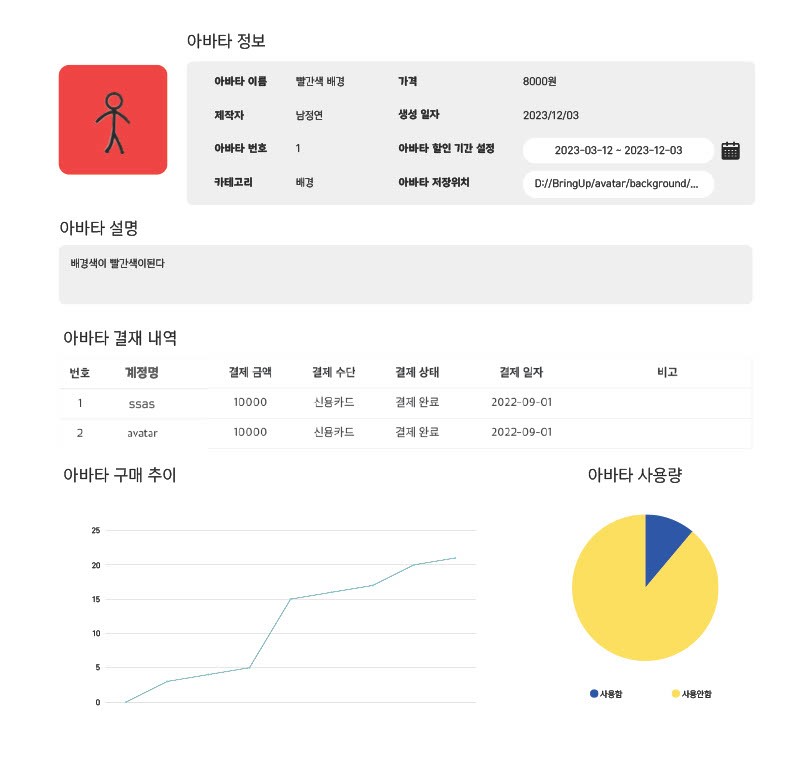 아바타 정보
아바타 이름 빨간색 배경 가격 8000원
제작자 남정연 생성 일자 2023/12/03
아바타 번호 1 아바타 할인 기간 설정 2023-03-12 ~ 2023-12-03
카테고리 배경 아바타 저장위치 D://BringUp/avatar/background/...
아바타 설명
배경색이 빨간색이된다
아바타 결재 내역
번호 계정명 결제 금액 결제 수단 결제 상태 결제 일자 비고
1 ssas 10000 신용카드 결제 완료 2022-09-01
2 avatar 10000 신용카드 결제 완료 2022-09-01
아바타 구매 추이
25
20
15
10
5
0
아바타 사용량
사용함 사용안함